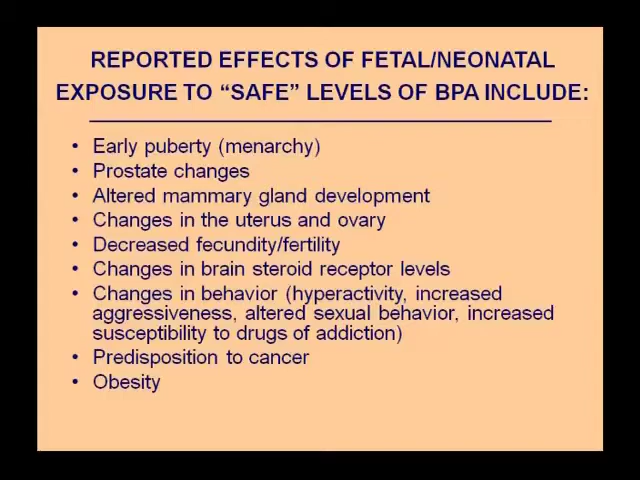 REPORTED EFFECTS OF FETAL/NEONATAL
EXPOSURE TO “SAFE” LEVELS OF BPA INCLUDE:
• Early puberty (menarchy)
• Prostate changes
• Altered mammary gland development
• Changes in the uterus and ovary
• Decreased fecundity/fertility
• Changes in brain steroid receptor levels
• Changes in behavior (hyperactivity, increased
aggressiveness, altered sexual behavior, increased
susceptibility to drugs of addiction)
• Predisposition to cancer
• Obesity